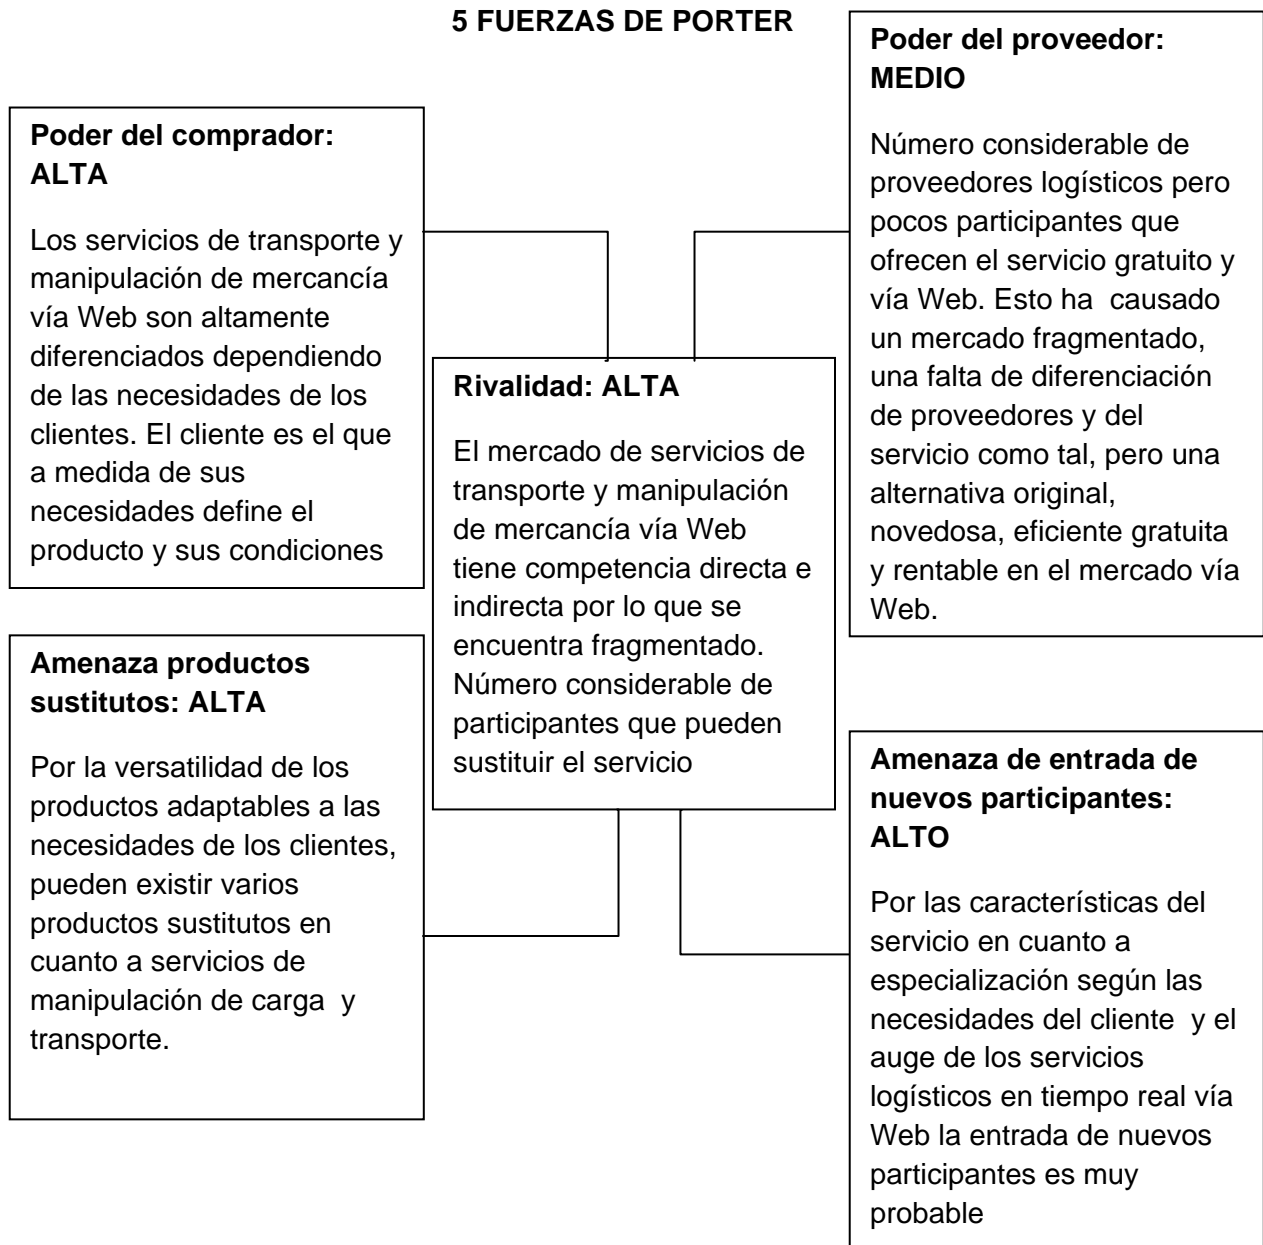 5 FUERZAS DE PORTER
Poder del comprador:
ALTA
Los servicios de transporte y
manipulación de mercancía
vía Web son altamente
diferenciados dependiendo
de las necesidades de los
clientes. El cliente es el que
a medida de sus
necesidades define el
producto y sus condiciones
Poder del proveedor:
MEDIO
Número considerable de
proveedores logísticos pero
pocos participantes que
ofrecen el servicio gratuito y
vía Web. Esto ha causado
un mercado fragmentado,
una falta de diferenciación
de proveedores y del
servicio como tal, pero una
alternativa original,
novedosa, eficiente gratuita
y rentable en el mercado vía
Web.
Rivalidad: ALTA
El mercado de servicios de
transporte y manipulación
de mercancía vía Web
tiene competencia directa e
indirecta por lo que se
encuentra fragmentado.
Número considerable de
participantes que pueden
sustituir el servicio
Amenaza productos
sustitutos: ALTA
Por la versatilidad de los
productos adaptables a las
necesidades de los clientes,
pueden existir varios
productos sustitutos en
cuanto a servicios de
manipulación de carga y
transporte.
Amenaza de entrada de
nuevos participantes:
ALTO
Por las características del
servicio en cuanto a
especialización según las
necesidades del cliente y el
auge de los servicios
logísticos en tiempo real vía
Web la entrada de nuevos
participantes es muy
probable